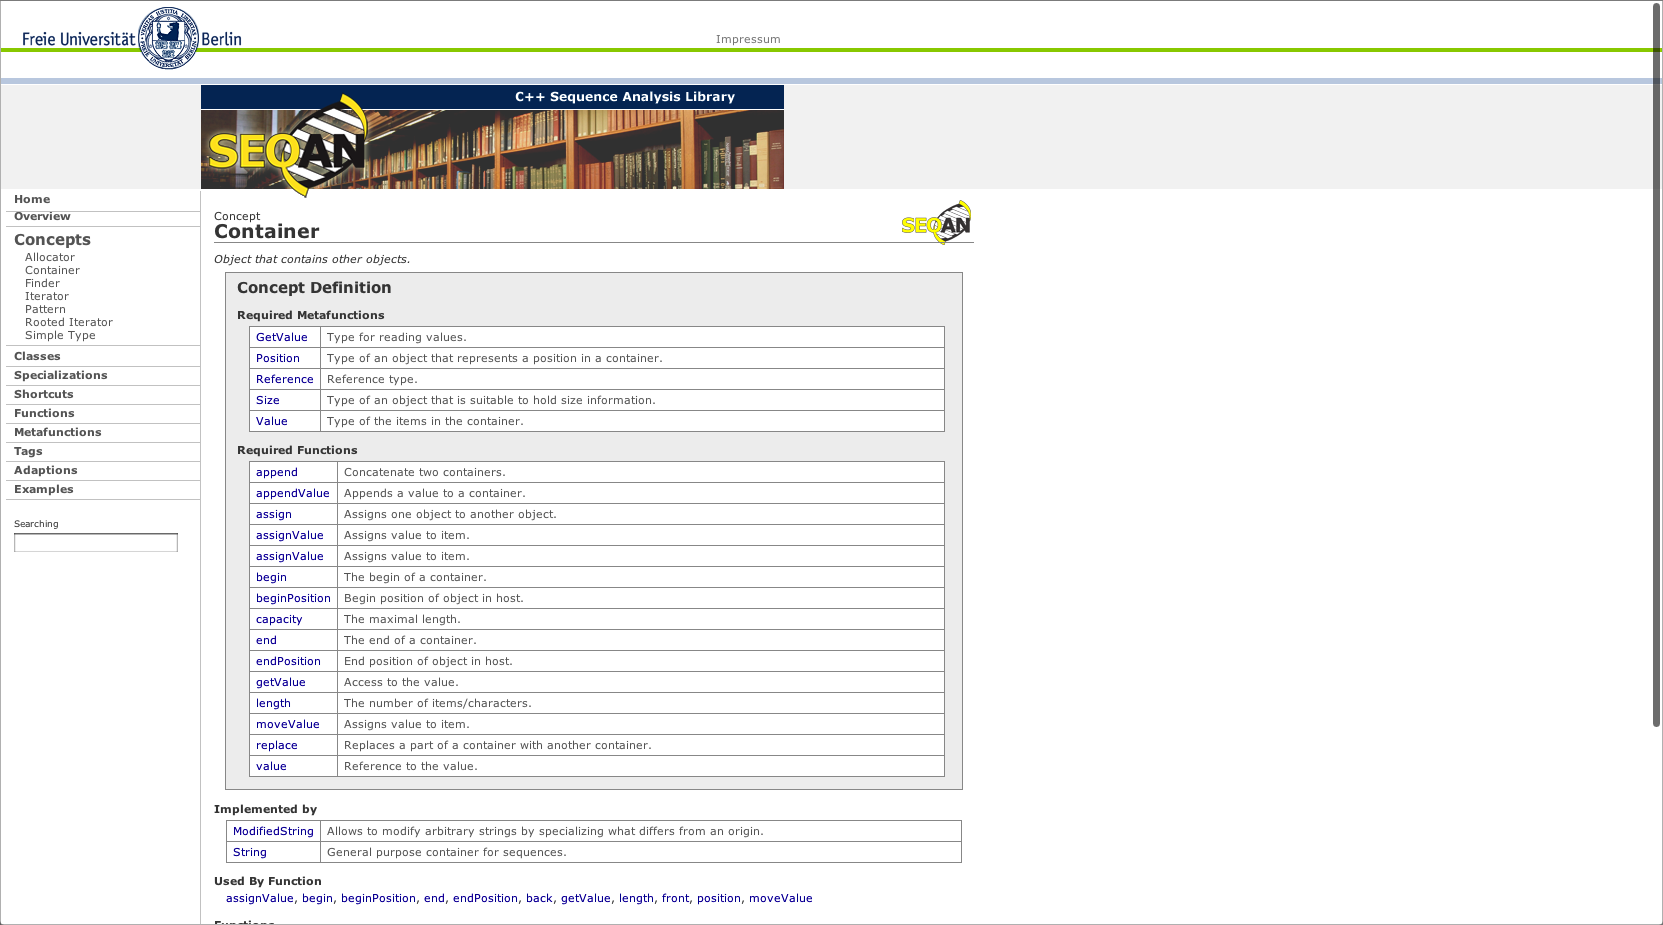 Freie Universität Berlin
Impressum
C++ Sequence Analysis Library
SEQAN
Home
Overview
Concepts
Allocator
Container
Finder
Iterator
Pattern
Rooted Iterator
Simple Type
Classes
Specializations
Shortcuts
Functions
Metafunctions
Tags
Adaptions
Examples
Searching
Concept
Container
SEQAN
Object that contains other objects.
Concept Definition
Required Metafunctions
GetValue Type for reading values.
Position Type of an object that represents a position in a container.
Reference Reference type.
Size Type of an object that is suitable to hold size information.
Value Type of the items in the container.
Required Functions
append Concatenate two containers.
appendValue Appends a value to a container.
assign Assigns one object to another object.
assignValue Assigns value to item.
assignValue Assigns value to item.
begin The begin of a container.
beginPosition Begin position of object in host.
capacity The maximal length.
end The end of a container.
endPosition End position of object in host.
getValue Access to the value.
length The number of items/characters.
moveValue Assigns value to item.
replace Replaces a part of a container with another container.
value Reference to the value.
Implemented by
ModifiedString Allows to modify arbitrary strings by specializing what differs from an origin.
String General purpose container for sequences.
Used By Function
assignValue, begin, beginPosition, end, endPosition, back, getValue, length, front, position, moveValue
Functions